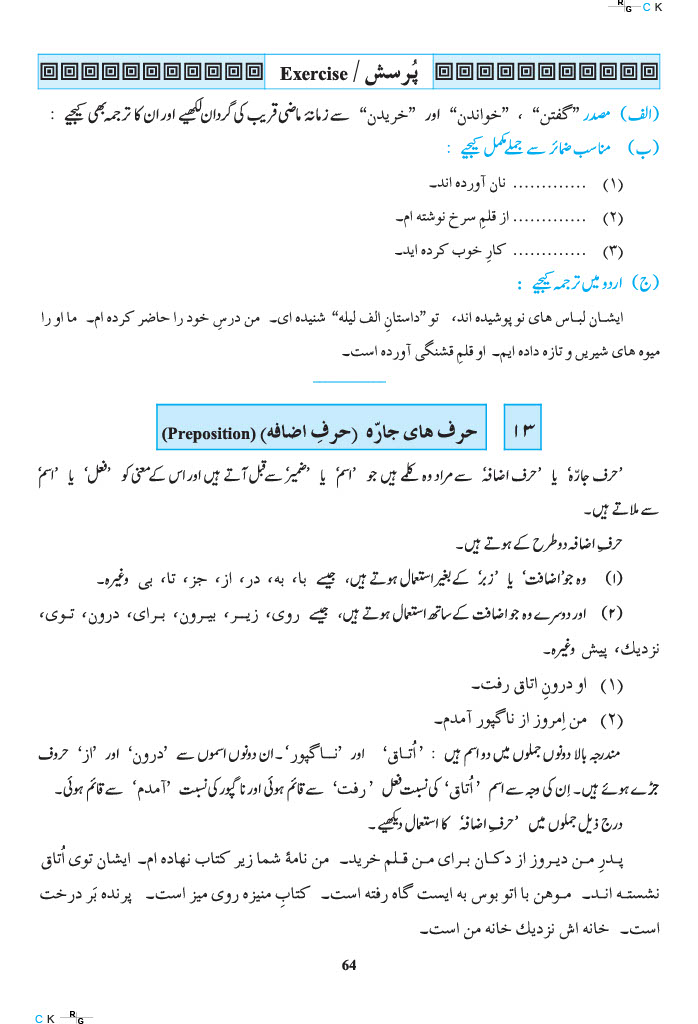 R
G C K
پُرسش / Exercise
(الف) مصدر ”گفتن“ ، ”خواندن“ اور ”خریدن“ سے زمانۂ ماضی قریب کی گردان لکھیے اور ان کا ترجمہ بھی کیجیے :
(ب) مناسب ضمائر سے جملے مکمل کیجیے :
(۱) ............. نان آورده اند۔
(۲) ............. از قلمِ سرخ نوشته ام۔
(۳) ............. کارِ خوب کرده اید۔
(ج) اردو میں ترجمہ کیجیے :
ایشان لباس های نو پوشیده اند، تو ”داستانِ الف لیله“ شنیده ای۔ من درسِ خود را حاضر کرده ام۔ ما او را
میوه های شیریں و تازه داده ایم۔ او قلمِ قشنگی آورده است۔
۱۳ حرف های جارّه (حرفِ اضافه) (Preposition)
’حرف جارّہ‘ یا ’حرف اضافہ‘ سے مراد وہ کلمے ہیں جو ’اسم‘ یا ’ضمیر‘ سے قبل آتے ہیں اور اس کے معنی کو ’فعل‘ یا ’اسم‘
سے ملاتے ہیں۔
حرفِ اضافہ دو طرح کے ہوتے ہیں۔
(۱) وہ جو ’اضافت‘ یا ’زبر‘ کے بغیر استعمال ہوتے ہیں، جیسے با، به، در، از، جز، تا، بی وغیرہ۔
(۲) اور دوسرے وہ جو اضافت کے ساتھ استعمال ہوتے ہیں، جیسے روی، زیر، بیرون، برای، درون، توی،
نزدیك، پیش وغیرہ۔
(۱) او درونِ اتاق رفت۔
(۲) من اِمروز از ناگپور آمدم۔
مندرجہ بالا دونوں جملوں میں دو اسم ہیں : ’اُتاق‘ اور ’ناگپور‘۔ ان دونوں اسموں سے ’درون‘ اور ’از‘ حروف
جڑے ہوئے ہیں۔ اِن کی وجہ سے اسم ’اُتاق‘ کی نسبت فعل ’رفت‘ سے قائم ہوئی اور ناگپور کی نسبت ’آمدم‘ سے قائم ہوئی۔
درج ذیل جملوں میں ’حرفِ اضافہ‘ کا استعمال دیکھیے۔
پدرِ من دیروز از دکان برای من قلم خرید۔ من نامۂ شما زیر کتاب نهاده ام۔ ایشان توی اُتاق
نشسته اند۔ موهن با اتو بوس به ایست گاه رفته است۔ کتابِ منیزه روی میز است۔ پرنده بَر درخت
است۔ خانه اش نزدیك خانه من است۔
64
C K R
G